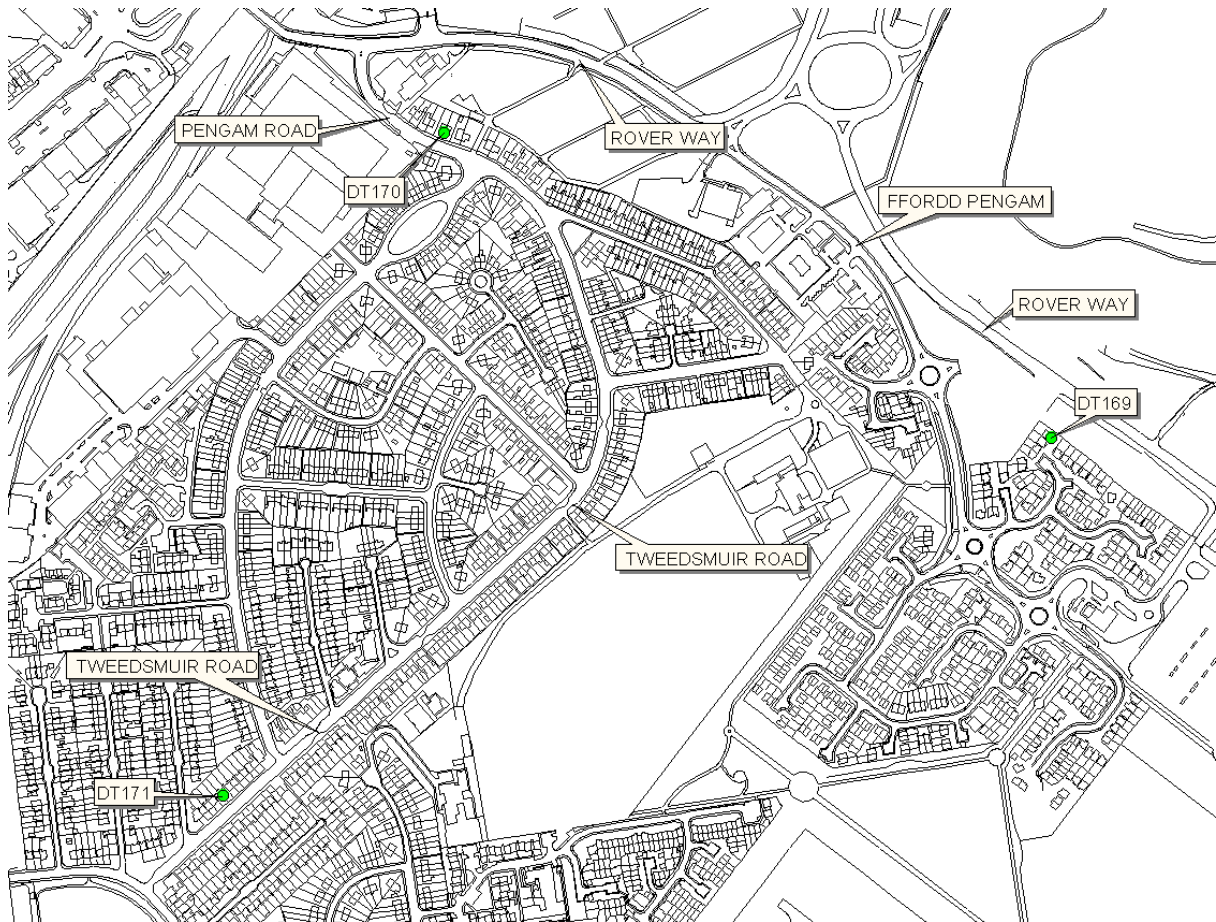 PENGAM ROAD
ROVER WAY
DT170
FFORDD PENGAM
ROVER WAY
DT169
TWEEDSMUIR ROAD
TWEEDSMUIR ROAD
DT171